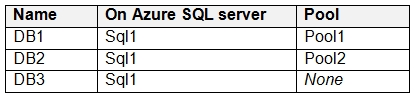 Name On Azure SQL server Pool
DB1 Sql1 Pool1
DB2 Sql1 Pool2
DB3 Sql1 None